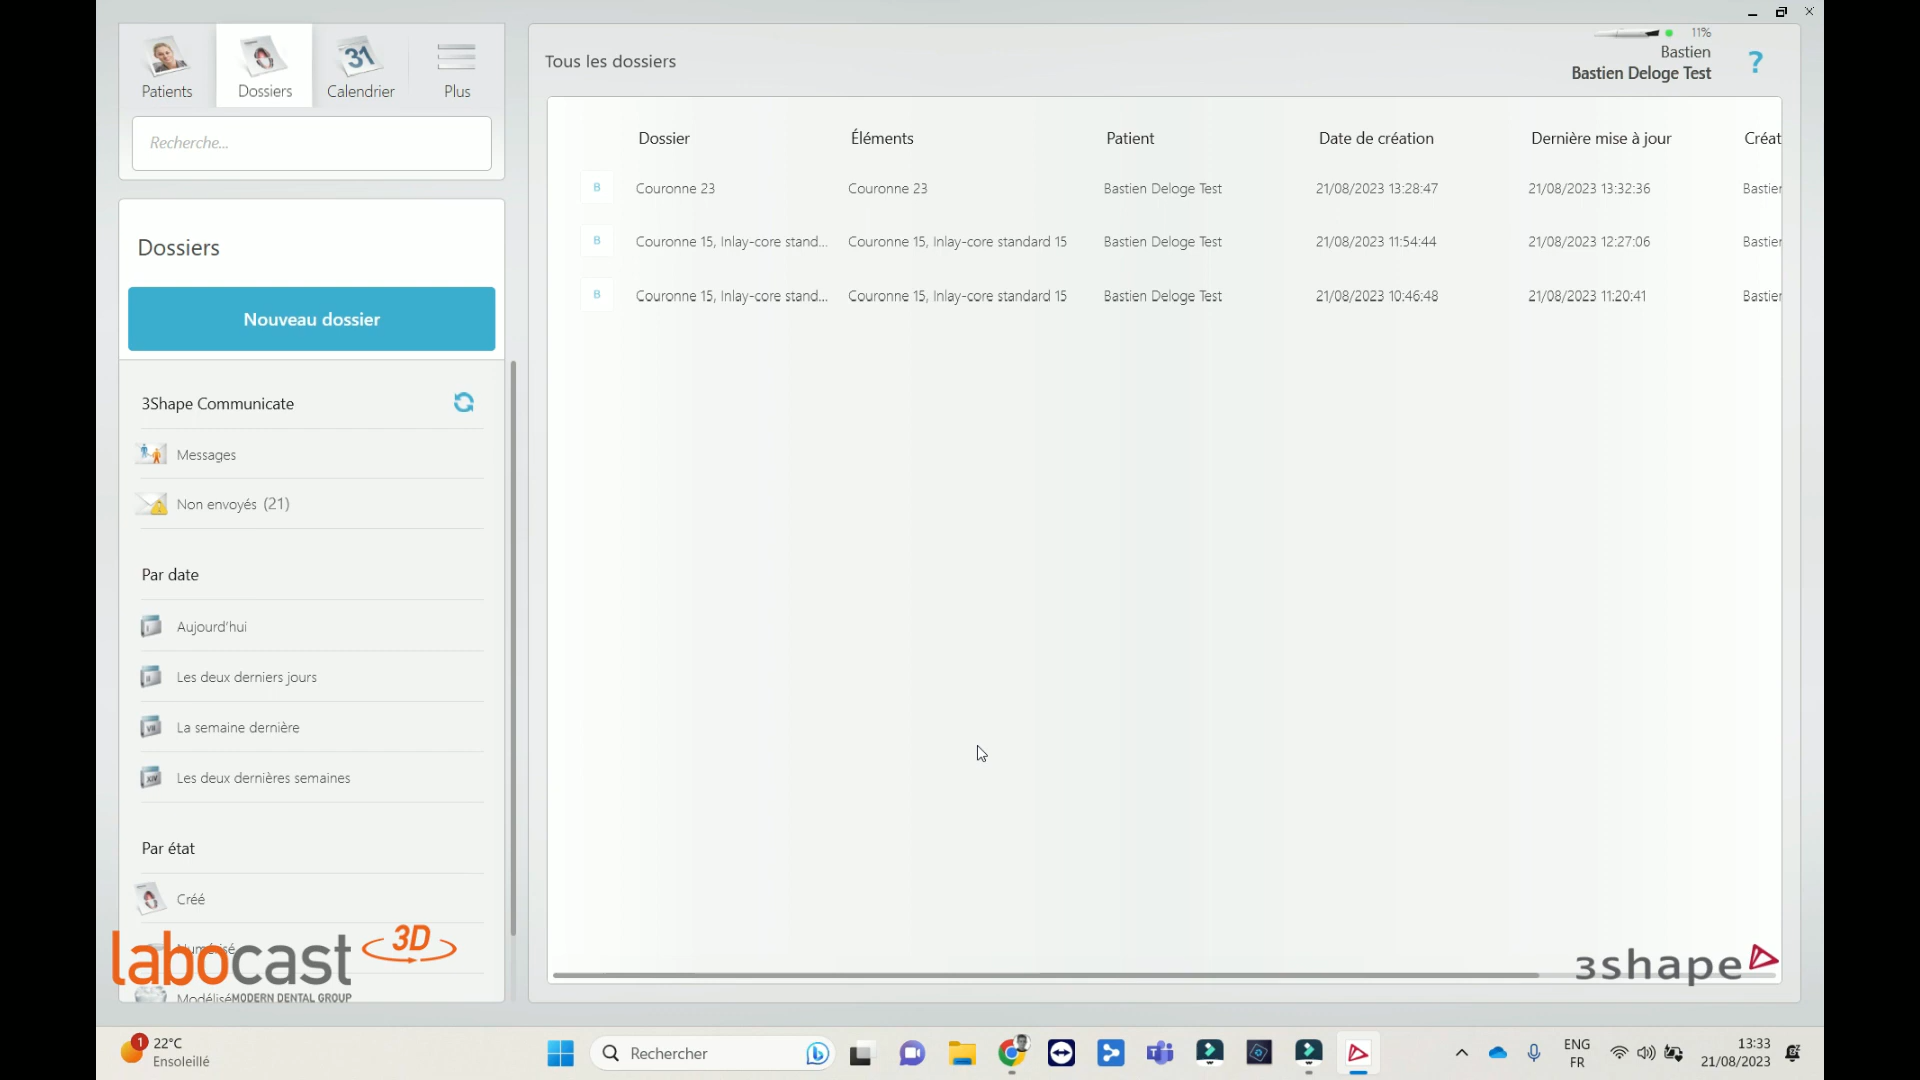 Patients
Dossiers
31
Calendrier
Plus
Recherche...
Dossiers
Nouveau dossier
3Shape Communicate
Messages
Non envoyés (21)
Par date
Aujourd'hui
Les deux derniers jours
La semaine dernière
Les deux dernières semaines
Par état
Créé
Numérisé
Modélisé
labocast 3D
MODERN DENTAL GROUP
Tous les dossiers
11%
Bastien
Bastien Deloge Test
?
Dossier Éléments Patient Date de création Dernière mise à jour Créat
B Couronne 23 Couronne 23 Bastien Deloge Test 21/08/2023 13:28:47 21/08/2023 13:32:36 Bastier
B Couronne 15, Inlay-core stand... Couronne 15, Inlay-core standard 15 Bastien Deloge Test 21/08/2023 11:54:44 21/08/2023 12:27:06 Bastier
B Couronne 15, Inlay-core stand... Couronne 15, Inlay-core standard 15 Bastien Deloge Test 21/08/2023 10:46:48 21/08/2023 11:20:41 Bastier
3shape
1
22°C
Ensoleillé
Rechercher
ENG
FR
13:33
21/08/2023